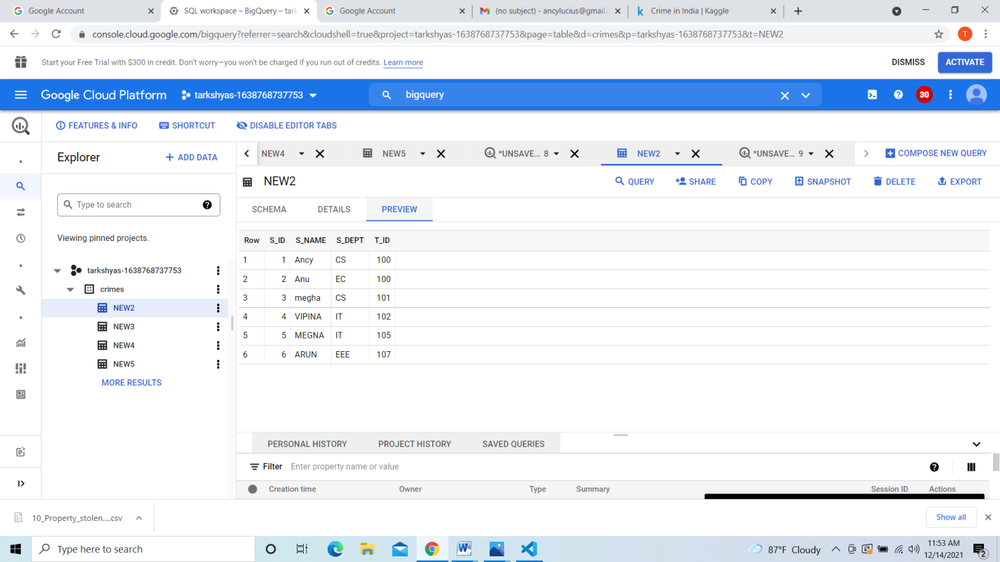 Google Account
SQL workspace – BigQuery – tark
Google Account
(no subject) - ancylucius@gmail.c
Crime in India | Kaggle
console.cloud.google.com/bigquery?referrer=search&cloudshell=true&project=tarkshyas-1638768737753&page=table&d=crimes&p=tarkshyas-1638768737753&t=NEW2
T
Start your Free Trial with $300 in credit. Don't worry—you won't be charged if you run out of credits. Learn more
DISMISS
ACTIVATE
Google Cloud Platform
tarkshyas-1638768737753
bigquery
30
FEATURES & INFO
SHORTCUT
DISABLE EDITOR TABS
Explorer
+ ADD DATA
NEW4
NEW5
*UNSAVE... 8
NEW2
*UNSAVE... 9
COMPOSE NEW QUERY
NEW2
QUERY
SHARE
COPY
SNAPSHOT
DELETE
EXPORT
Type to search
SCHEMA
DETAILS
PREVIEW
Viewing pinned projects.
tarkshyas-1638768737753
crimes
NEW2
NEW3
NEW4
NEW5
MORE RESULTS
Row S_ID S_NAME S_DEPT T_ID
1 1 Ancy CS 100
2 2 Anu EC 100
3 3 megha CS 101
4 4 VIPINA IT 102
5 5 MEGNA IT 105
6 6 ARUN EEE 107
PERSONAL HISTORY
PROJECT HISTORY
SAVED QUERIES
Filter Enter property name or value
Creation time Owner Type Summary Session ID Actions
10_Property_stolen....csv
Show all
Type here to search
87°F Cloudy
11:53 AM
12/14/2021
2